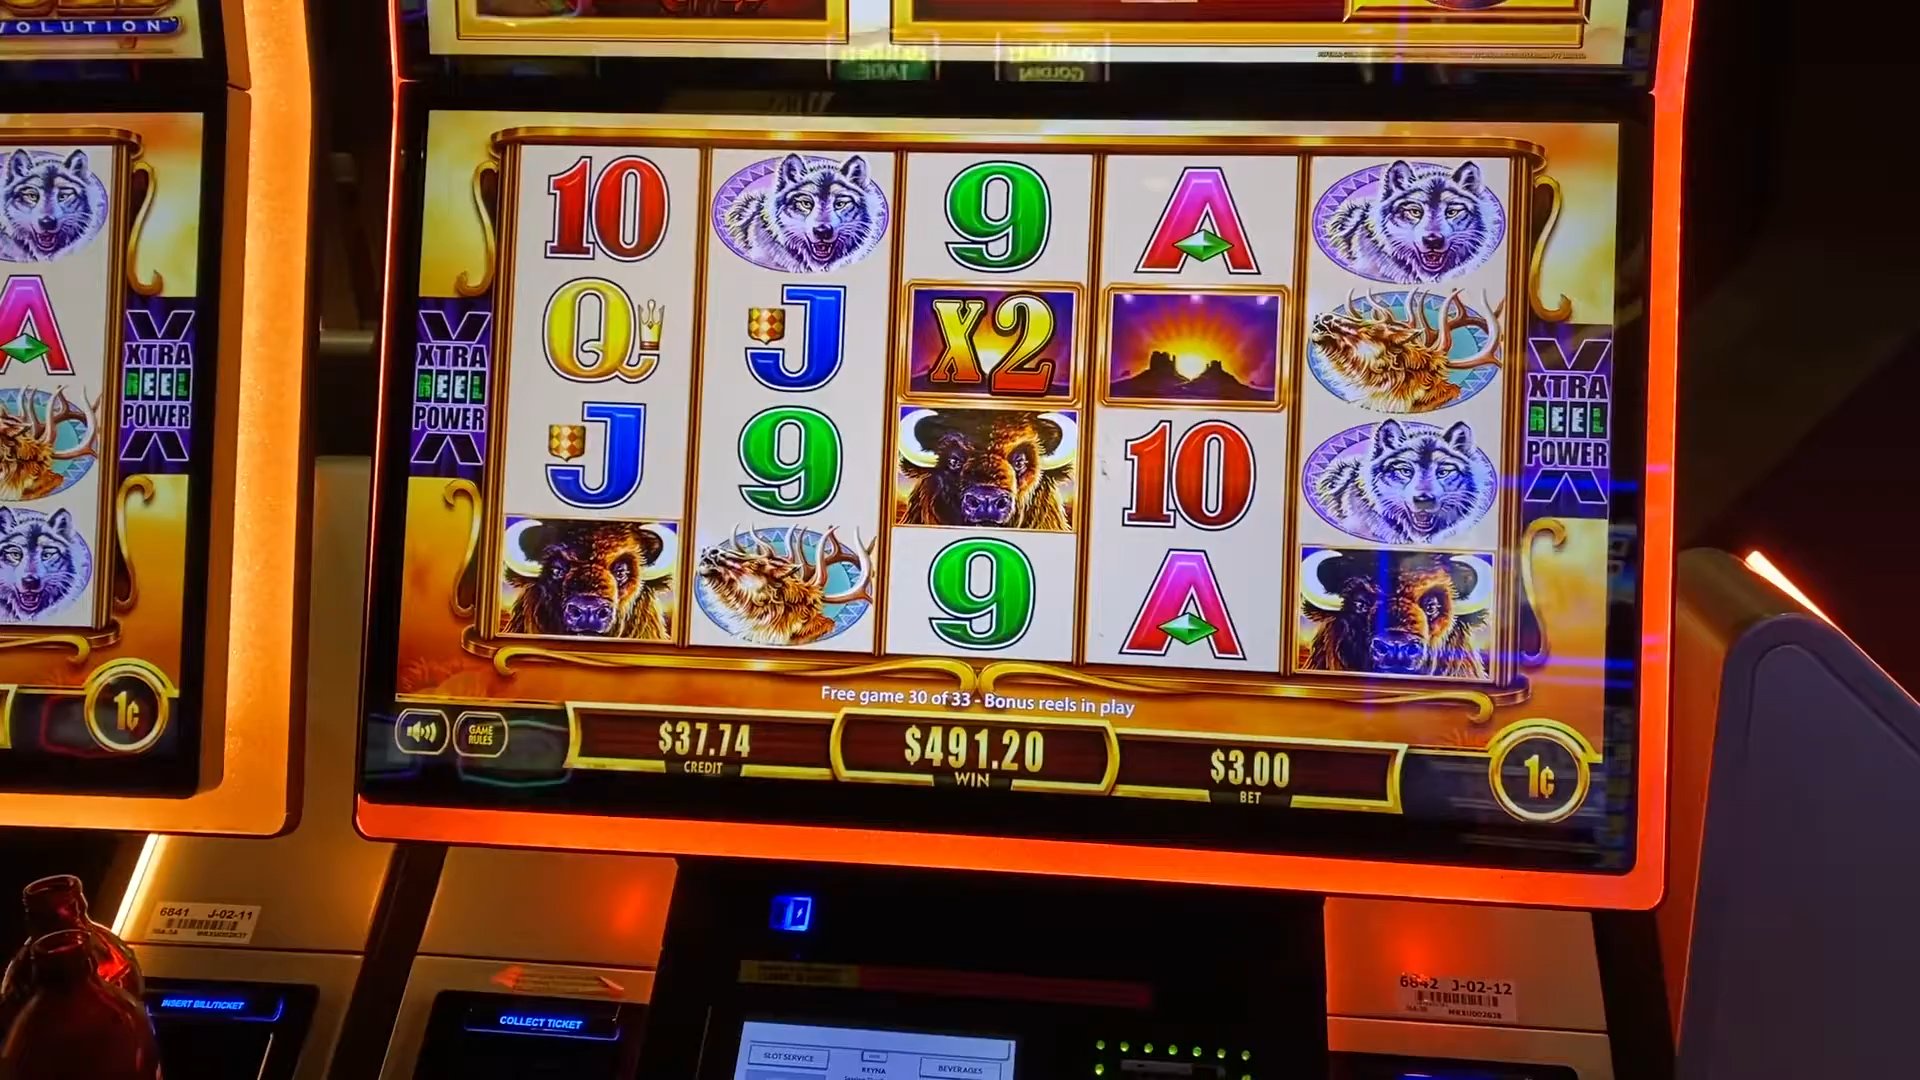 VOLUTION™
10
9
A
Q
J
X2
J
9
10
9
A
A
XTRA
REEL
POWER
XTRA
REEL
POWER
XTRA
REEL
POWER
Free game 30 of 33 - Bonus reels in play
1¢
GAME
RULES
$37.74
CREDIT
$491.20
WIN
$3.00
BET
1¢
6841 J-02-11
6842 J-02-12
INSERT BILL/TICKET
COLLECT TICKET
SLOT SERVICE
KEYNA
BEVERAGES